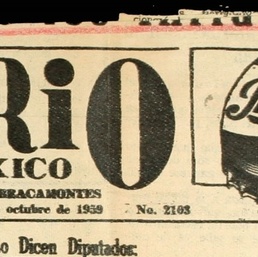 RiO
XICO
BRACAMONTES
octubre de 1959 No. 2103
o Dicen Diputados: